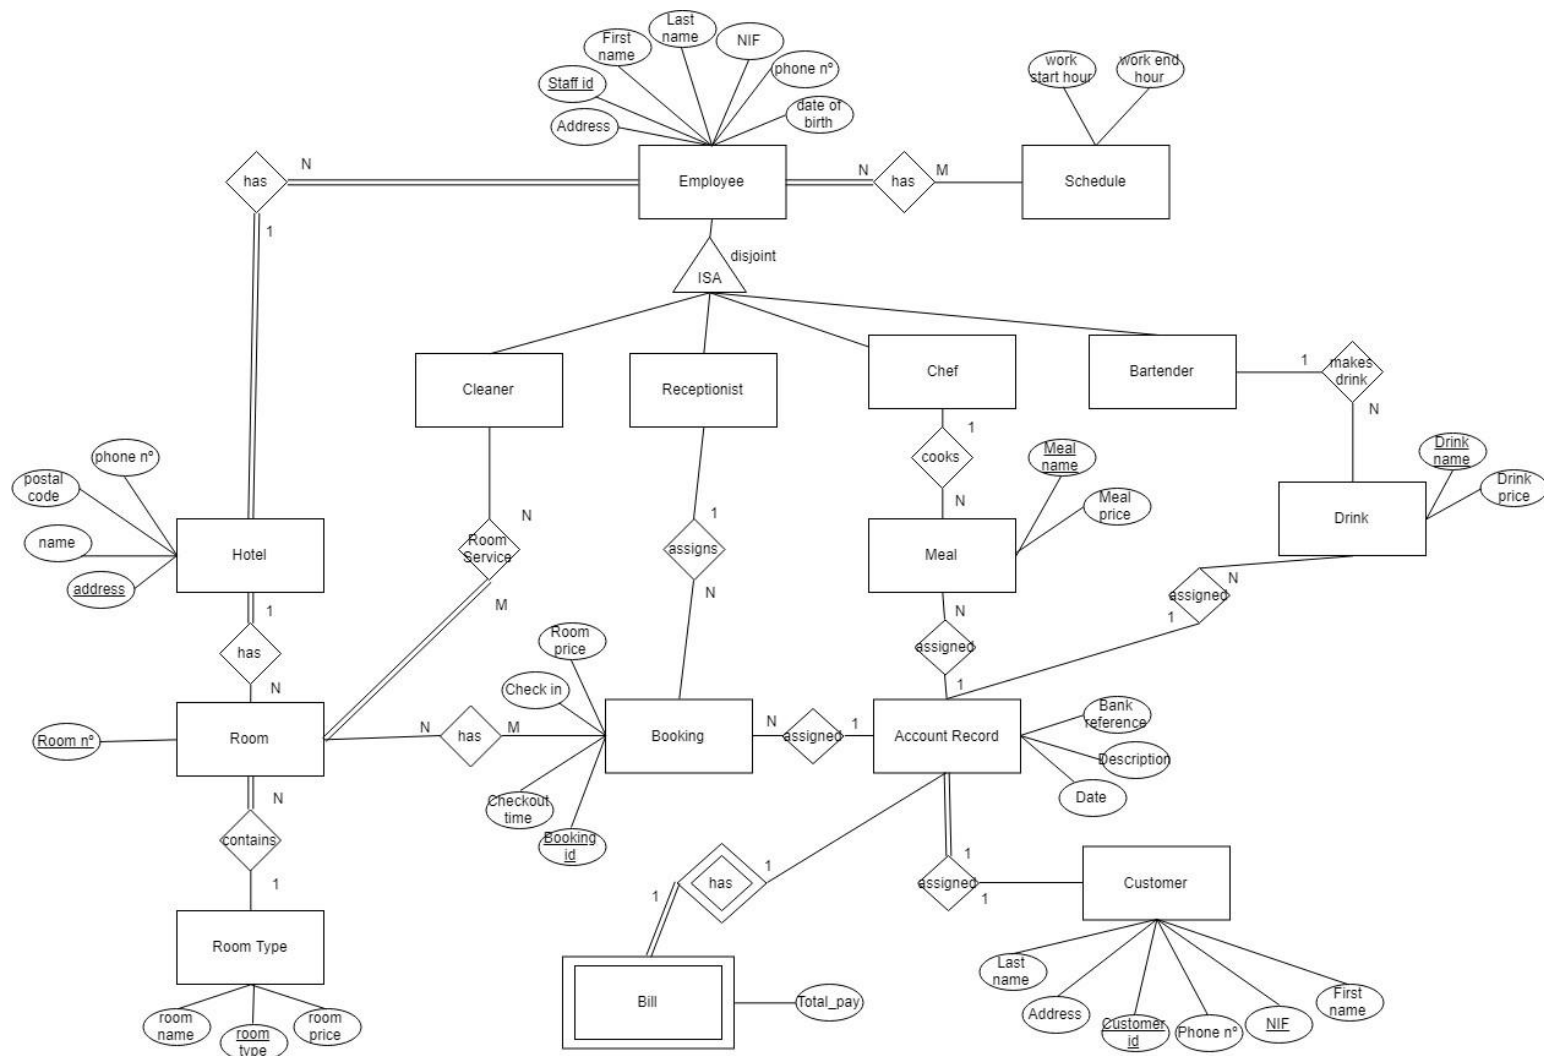 Last
name
First
name
NIF
phone nº
Staff id
Address
date of
birth
work
start hour
work end
hour
has
N
Employee
N
has
M
Schedule
1
disjoint
ISA
Cleaner
Receptionist
Chef
Bartender
1
makes
drink
N
phone nº
postal
code
name
address
Hotel
1
cooks
N
Meal
name
Meal
price
Drink
name
Drink
price
N
Room
Service
M
1
assigns
N
Meal
Drink
1
has
N
N
assigned
1
N
assigned
1
Room
price
Check in
Room nº
Room
N
has
M
Booking
N
assigned
1
Account Record
Bank
reference
Description
Date
Checkout
time
Booking
id
N
contains
1
1
has
1
1
assigned
1
Customer
Room Type
room
name
room
type
room
price
Bill
Total_pay
Last
name
Address
Customer
id
Phone nº
NIF
First
name